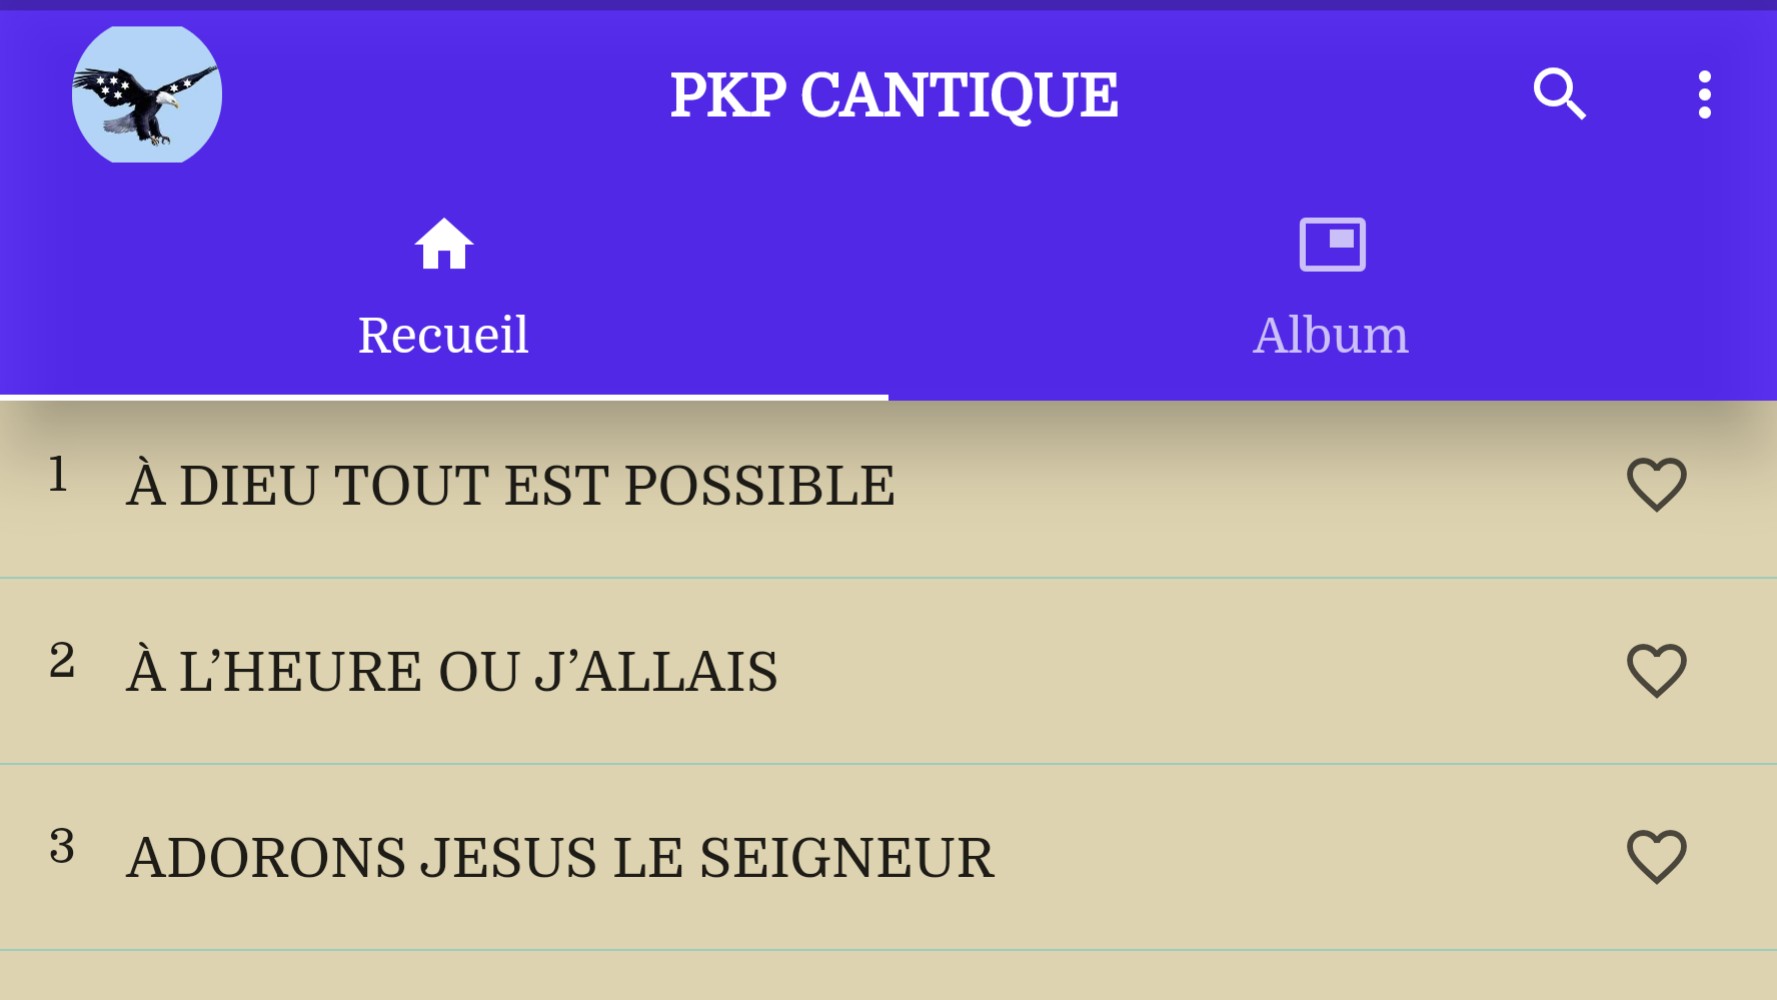 PKP CANTIQUE
Recueil
Album
1 À DIEU TOUT EST POSSIBLE
2 À L’HEURE OU J’ALLAIS
3 ADORONS JESUS LE SEIGNEUR